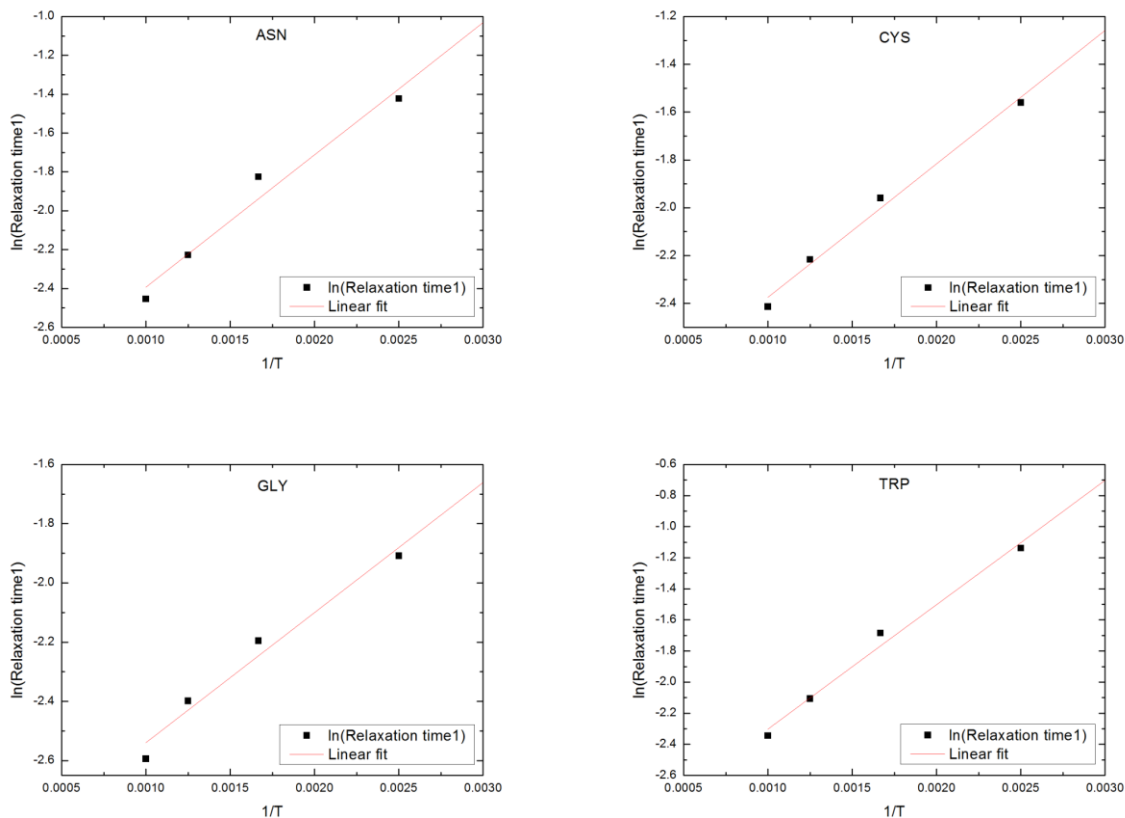 ASN
ln(Relaxation time1)
-1.0
-1.2
-1.4
-1.6
-1.8
-2.0
-2.2
-2.4
-2.6
ln(Relaxation time1)
Linear fit
0.0005 0.0010 0.0015 0.0020 0.0025 0.0030
1/T
CYS
ln(Relaxation time1)
-1.2
-1.4
-1.6
-1.8
-2.0
-2.2
-2.4
ln(Relaxation time1)
Linear fit
0.0005 0.0010 0.0015 0.0020 0.0025 0.0030
1/T
GLY
ln(Relaxation time1)
-1.6
-1.8
-2.0
-2.2
-2.4
-2.6
ln(Relaxation time1)
Linear fit
0.0005 0.0010 0.0015 0.0020 0.0025 0.0030
1/T
TRP
ln(Relaxation time1)
-0.6
-0.8
-1.0
-1.2
-1.4
-1.6
-1.8
-2.0
-2.2
-2.4
-2.6
ln(Relaxation time1)
Linear fit
0.0005 0.0010 0.0015 0.0020 0.0025 0.0030
1/T